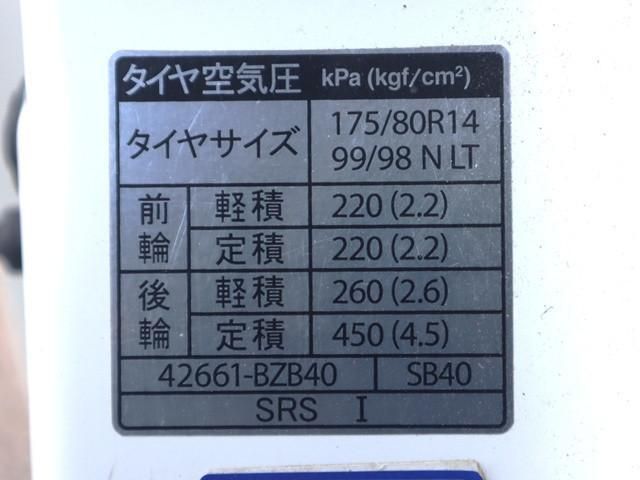 タイヤ空気圧 kPa (kgf/cm²)
タイヤサイズ 175/80R14
99/98 N LT
前輪 軽積 220 (2.2)
定積 220 (2.2)
後輪 軽積 260 (2.6)
定積 450 (4.5)
42661-BZB40 SB40
SRS I